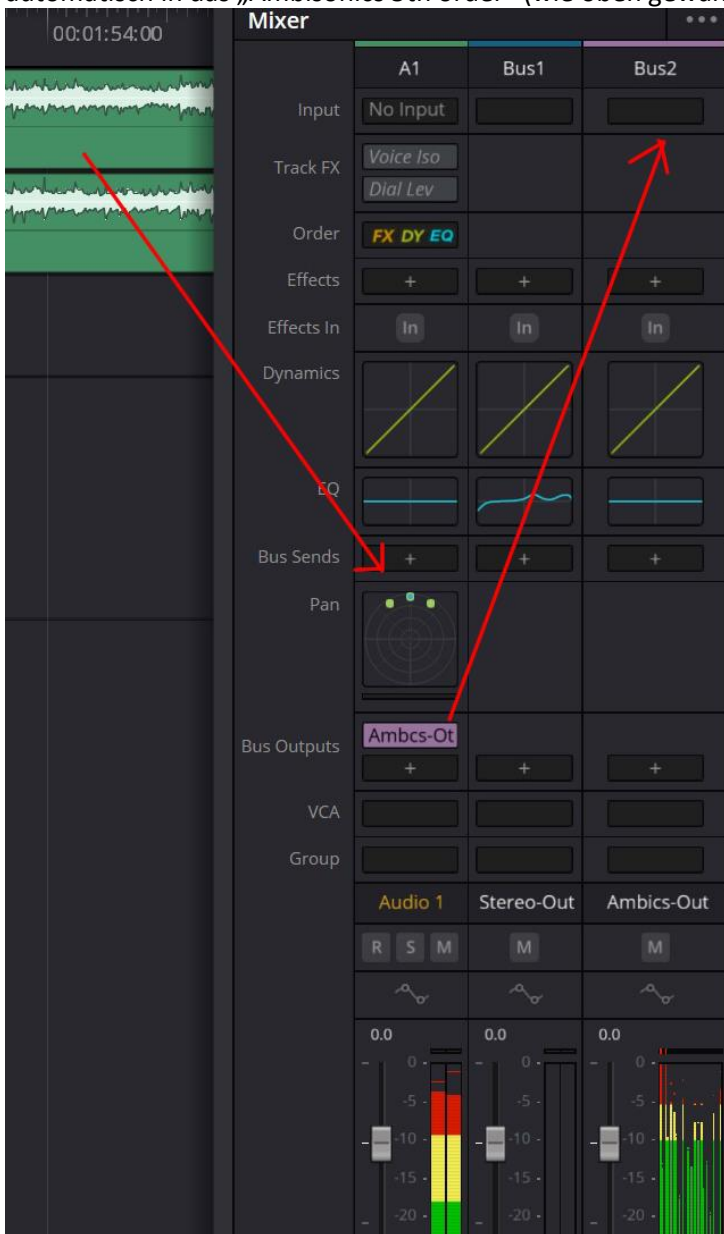 automatisch in das „Ambisonics 5th order“ (wie oben gewäh
00:01:54:00
Mixer
A1 Bus1 Bus2
Input No Input
Track FX Voice Iso
Dial Lev
Order FX DY EQ
Effects + + +
Effects In In In In
Dynamics
EQ
Bus Sends + + +
Pan
Ambcs-Ot
Bus Outputs + + +
VCA
Group
Audio 1 Stereo-Out Ambics-Out
R S M M M
0.0 0.0 0.0
0 0 0
-5 -5 -5
-10 -10 -10
-15 -15 -15
-20 -20 -20